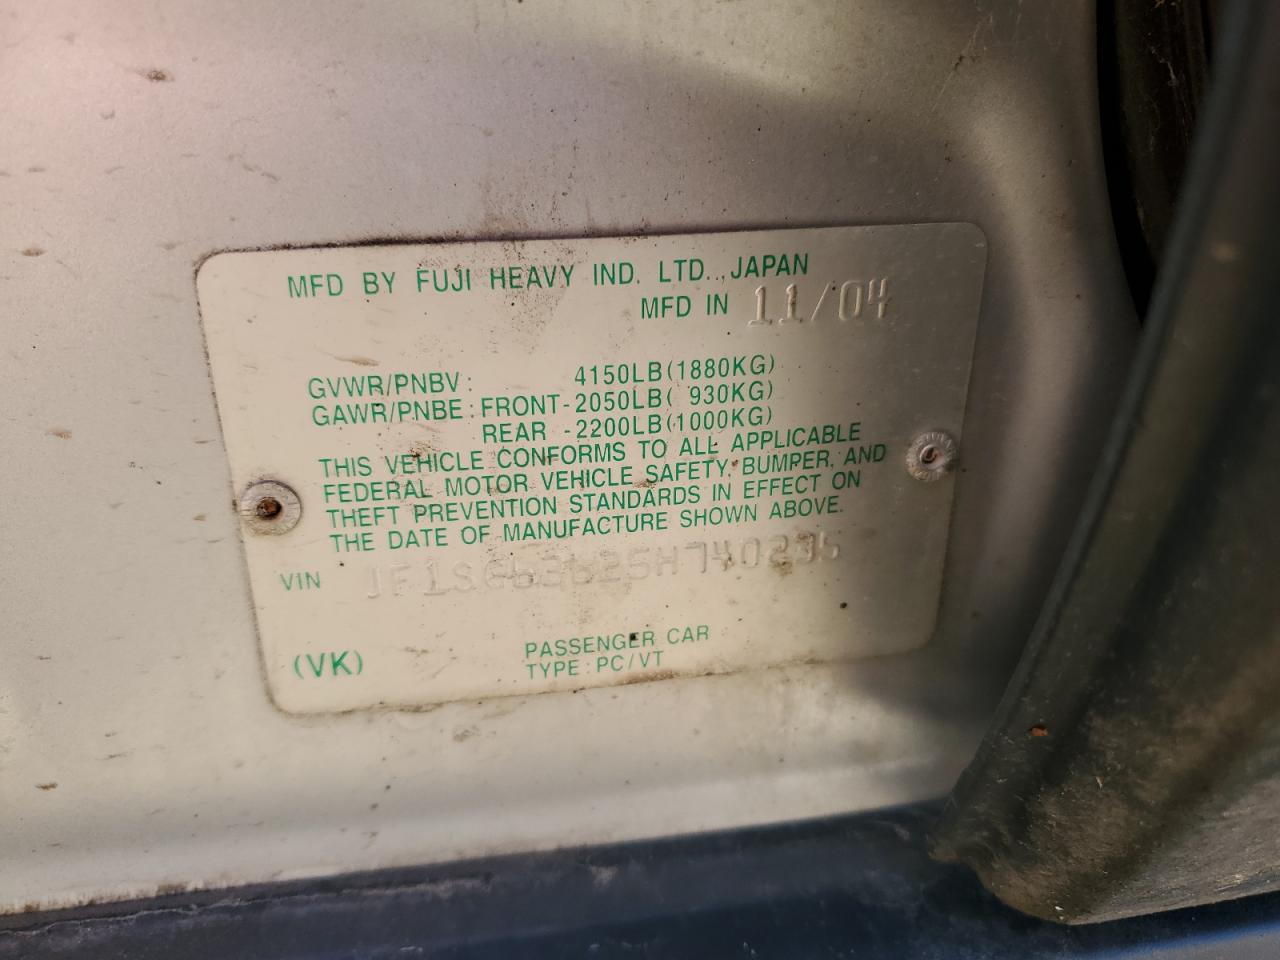 MFD BY FUJI HEAVY IND. LTD., JAPAN
MFD IN 11/04
GVWR/PNBV: 4150LB(1880KG)
GAWR/PNBE: FRONT-2050LB( 930KG)
REAR -2200LB(1000KG)
THIS VEHICLE CONFORMS TO ALL APPLICABLE
FEDERAL MOTOR VEHICLE SAFETY, BUMPER, AND
THEFT PREVENTION STANDARDS IN EFFECT ON
THE DATE OF MANUFACTURE SHOWN ABOVE.
VIN
(VK)
PASSENGER CAR
TYPE: PC/VT